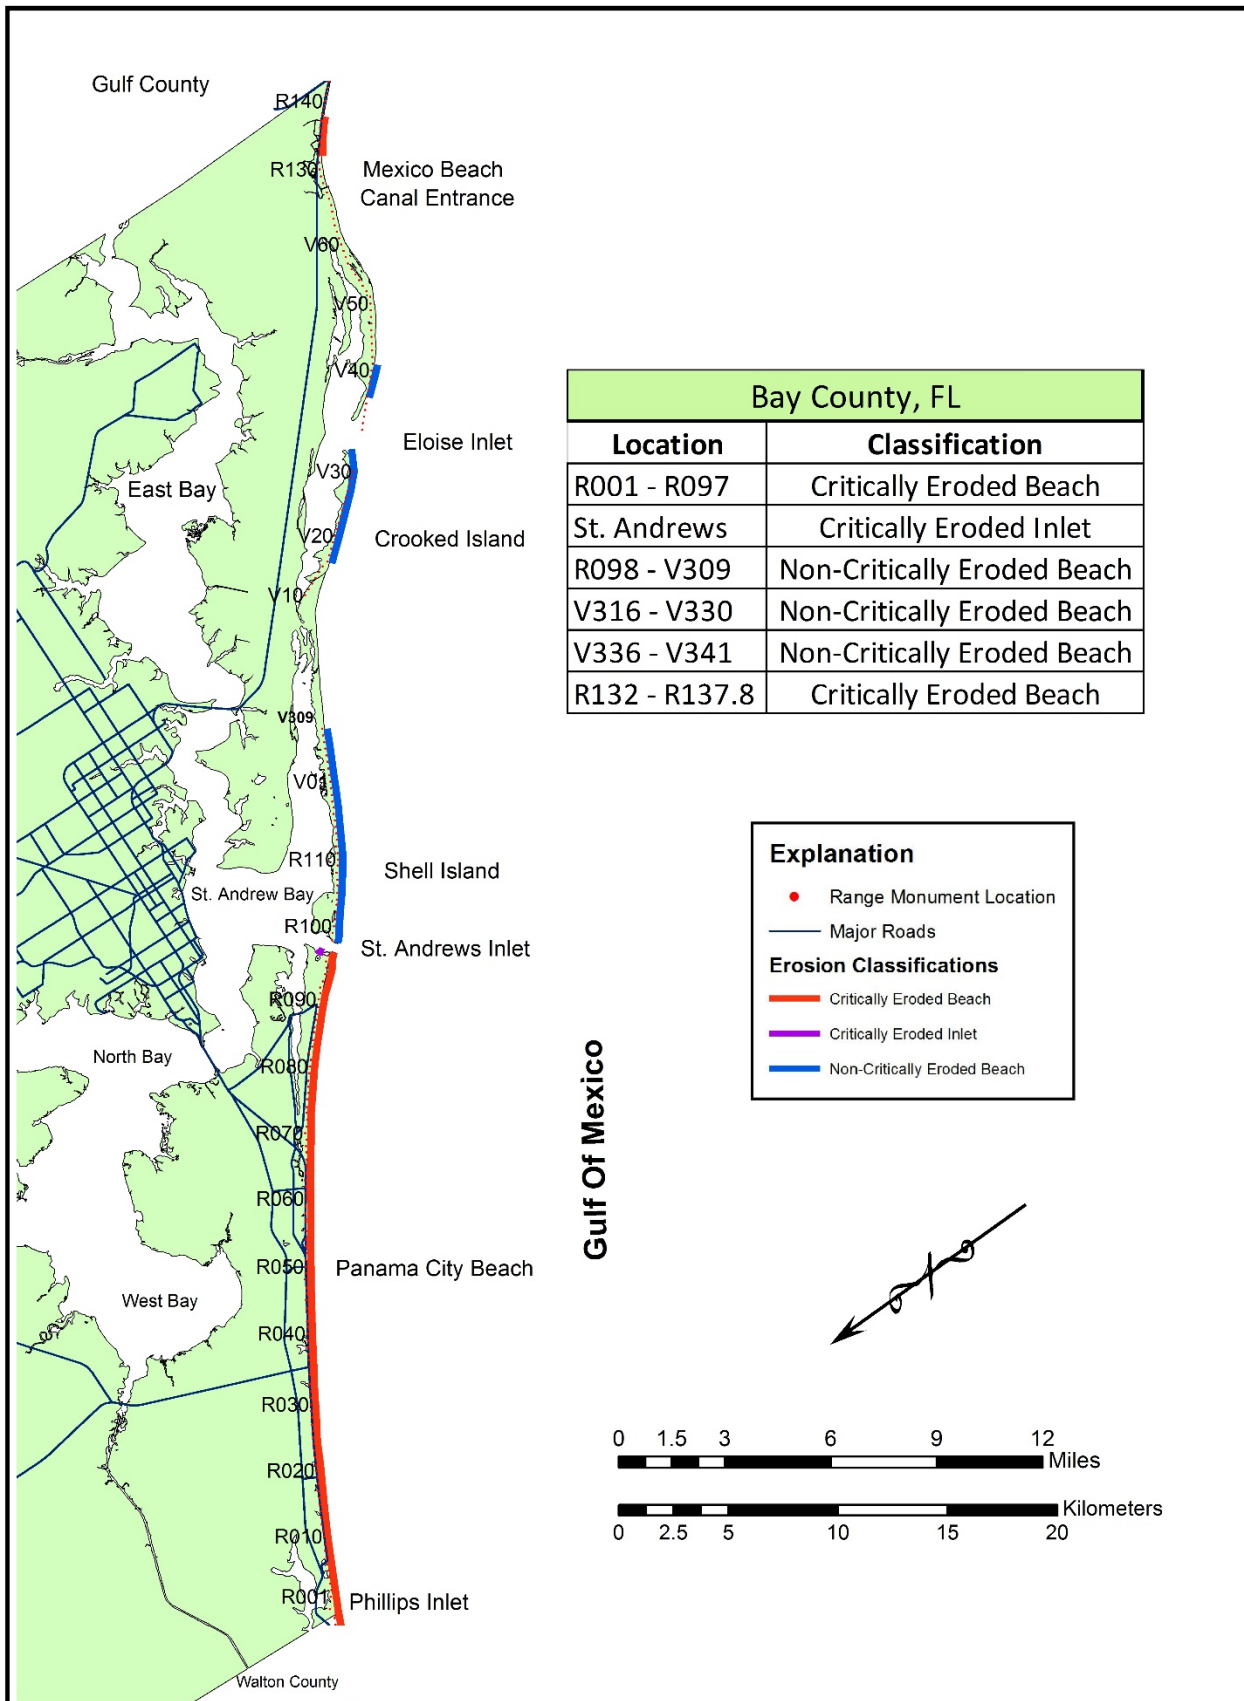 Gulf County
R140
R130
Mexico Beach
Canal Entrance
V60
V50
V40
Eloise Inlet
V30
East Bay
V20
Crooked Island
V10
V309
V01
R110
Shell Island
St. Andrew Bay
R100
St. Andrews Inlet
R090
North Bay
R080
R070
R060
R050
Panama City Beach
West Bay
R040
R030
R020
R010
R001
Phillips Inlet
Walton County
Bay County, FL
Location Classification
R001 - R097 Critically Eroded Beach
St. Andrews Critically Eroded Inlet
R098 - V309 Non-Critically Eroded Beach
V316 - V330 Non-Critically Eroded Beach
V336 - V341 Non-Critically Eroded Beach
R132 - R137.8 Critically Eroded Beach
Explanation
Range Monument Location
Major Roads
Erosion Classifications
Critically Eroded Beach
Critically Eroded Inlet
Non-Critically Eroded Beach
Gulf Of Mexico
N
0 1.5 3 6 9 12
Miles
Kilometers
0 2.5 5 10 15 20